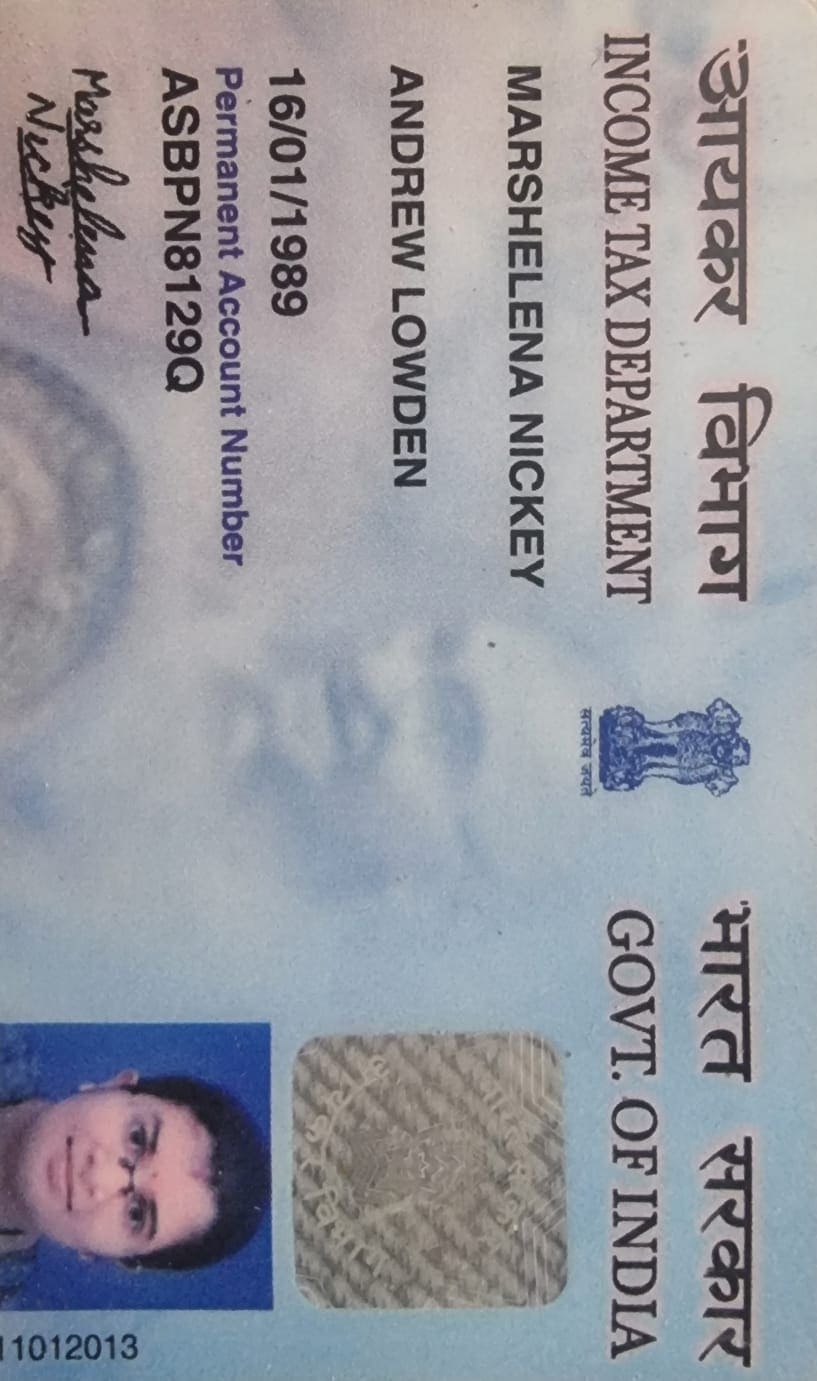 आयकर विभाग
INCOME TAX DEPARTMENT
सत्यमेव जयते
भारत सरकार
GOVT. OF INDIA
MARSHELENA NICKEY
ANDREW LOWDEN
16/01/1989
Permanent Account Number
ASBPN8129Q
Marshelena
Nickey
11012013